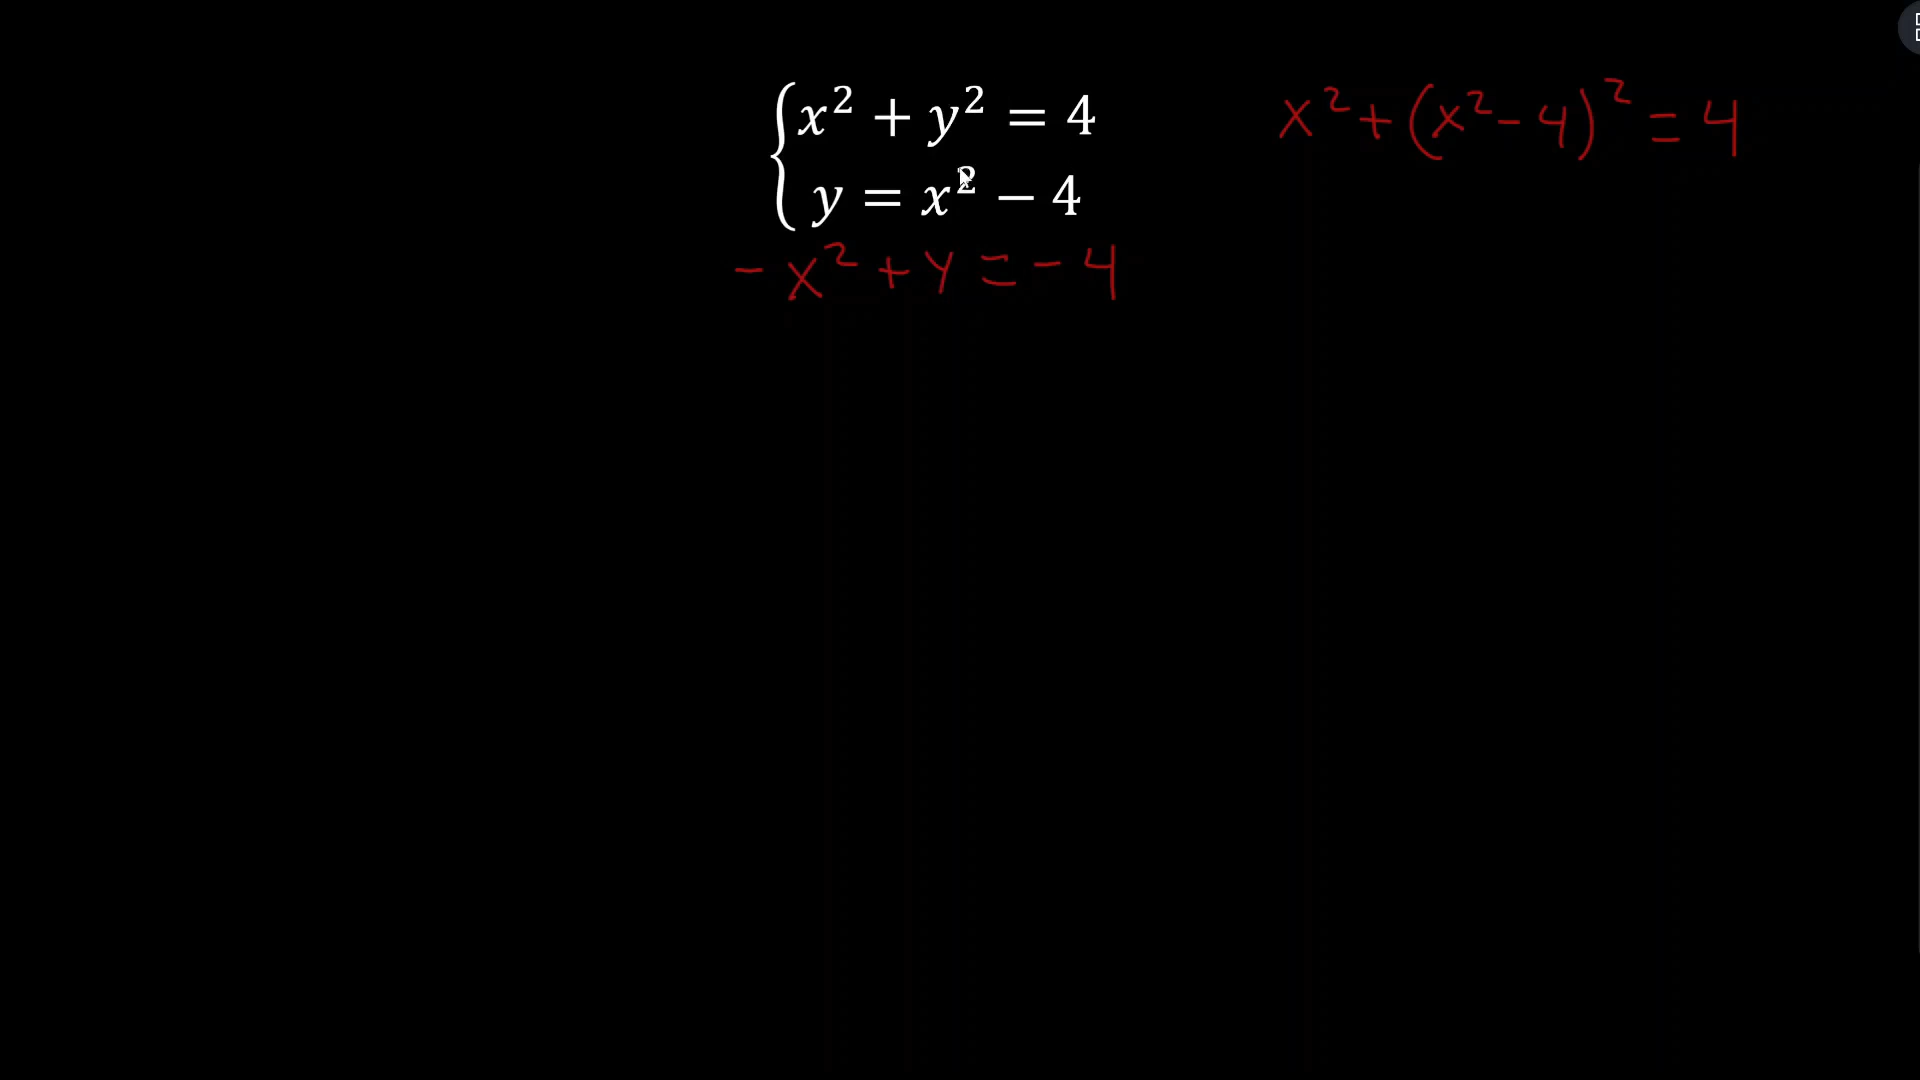 x² + y² = 4
y = x² − 4
- x² + y = - 4
x² + (x² - 4)² = 4